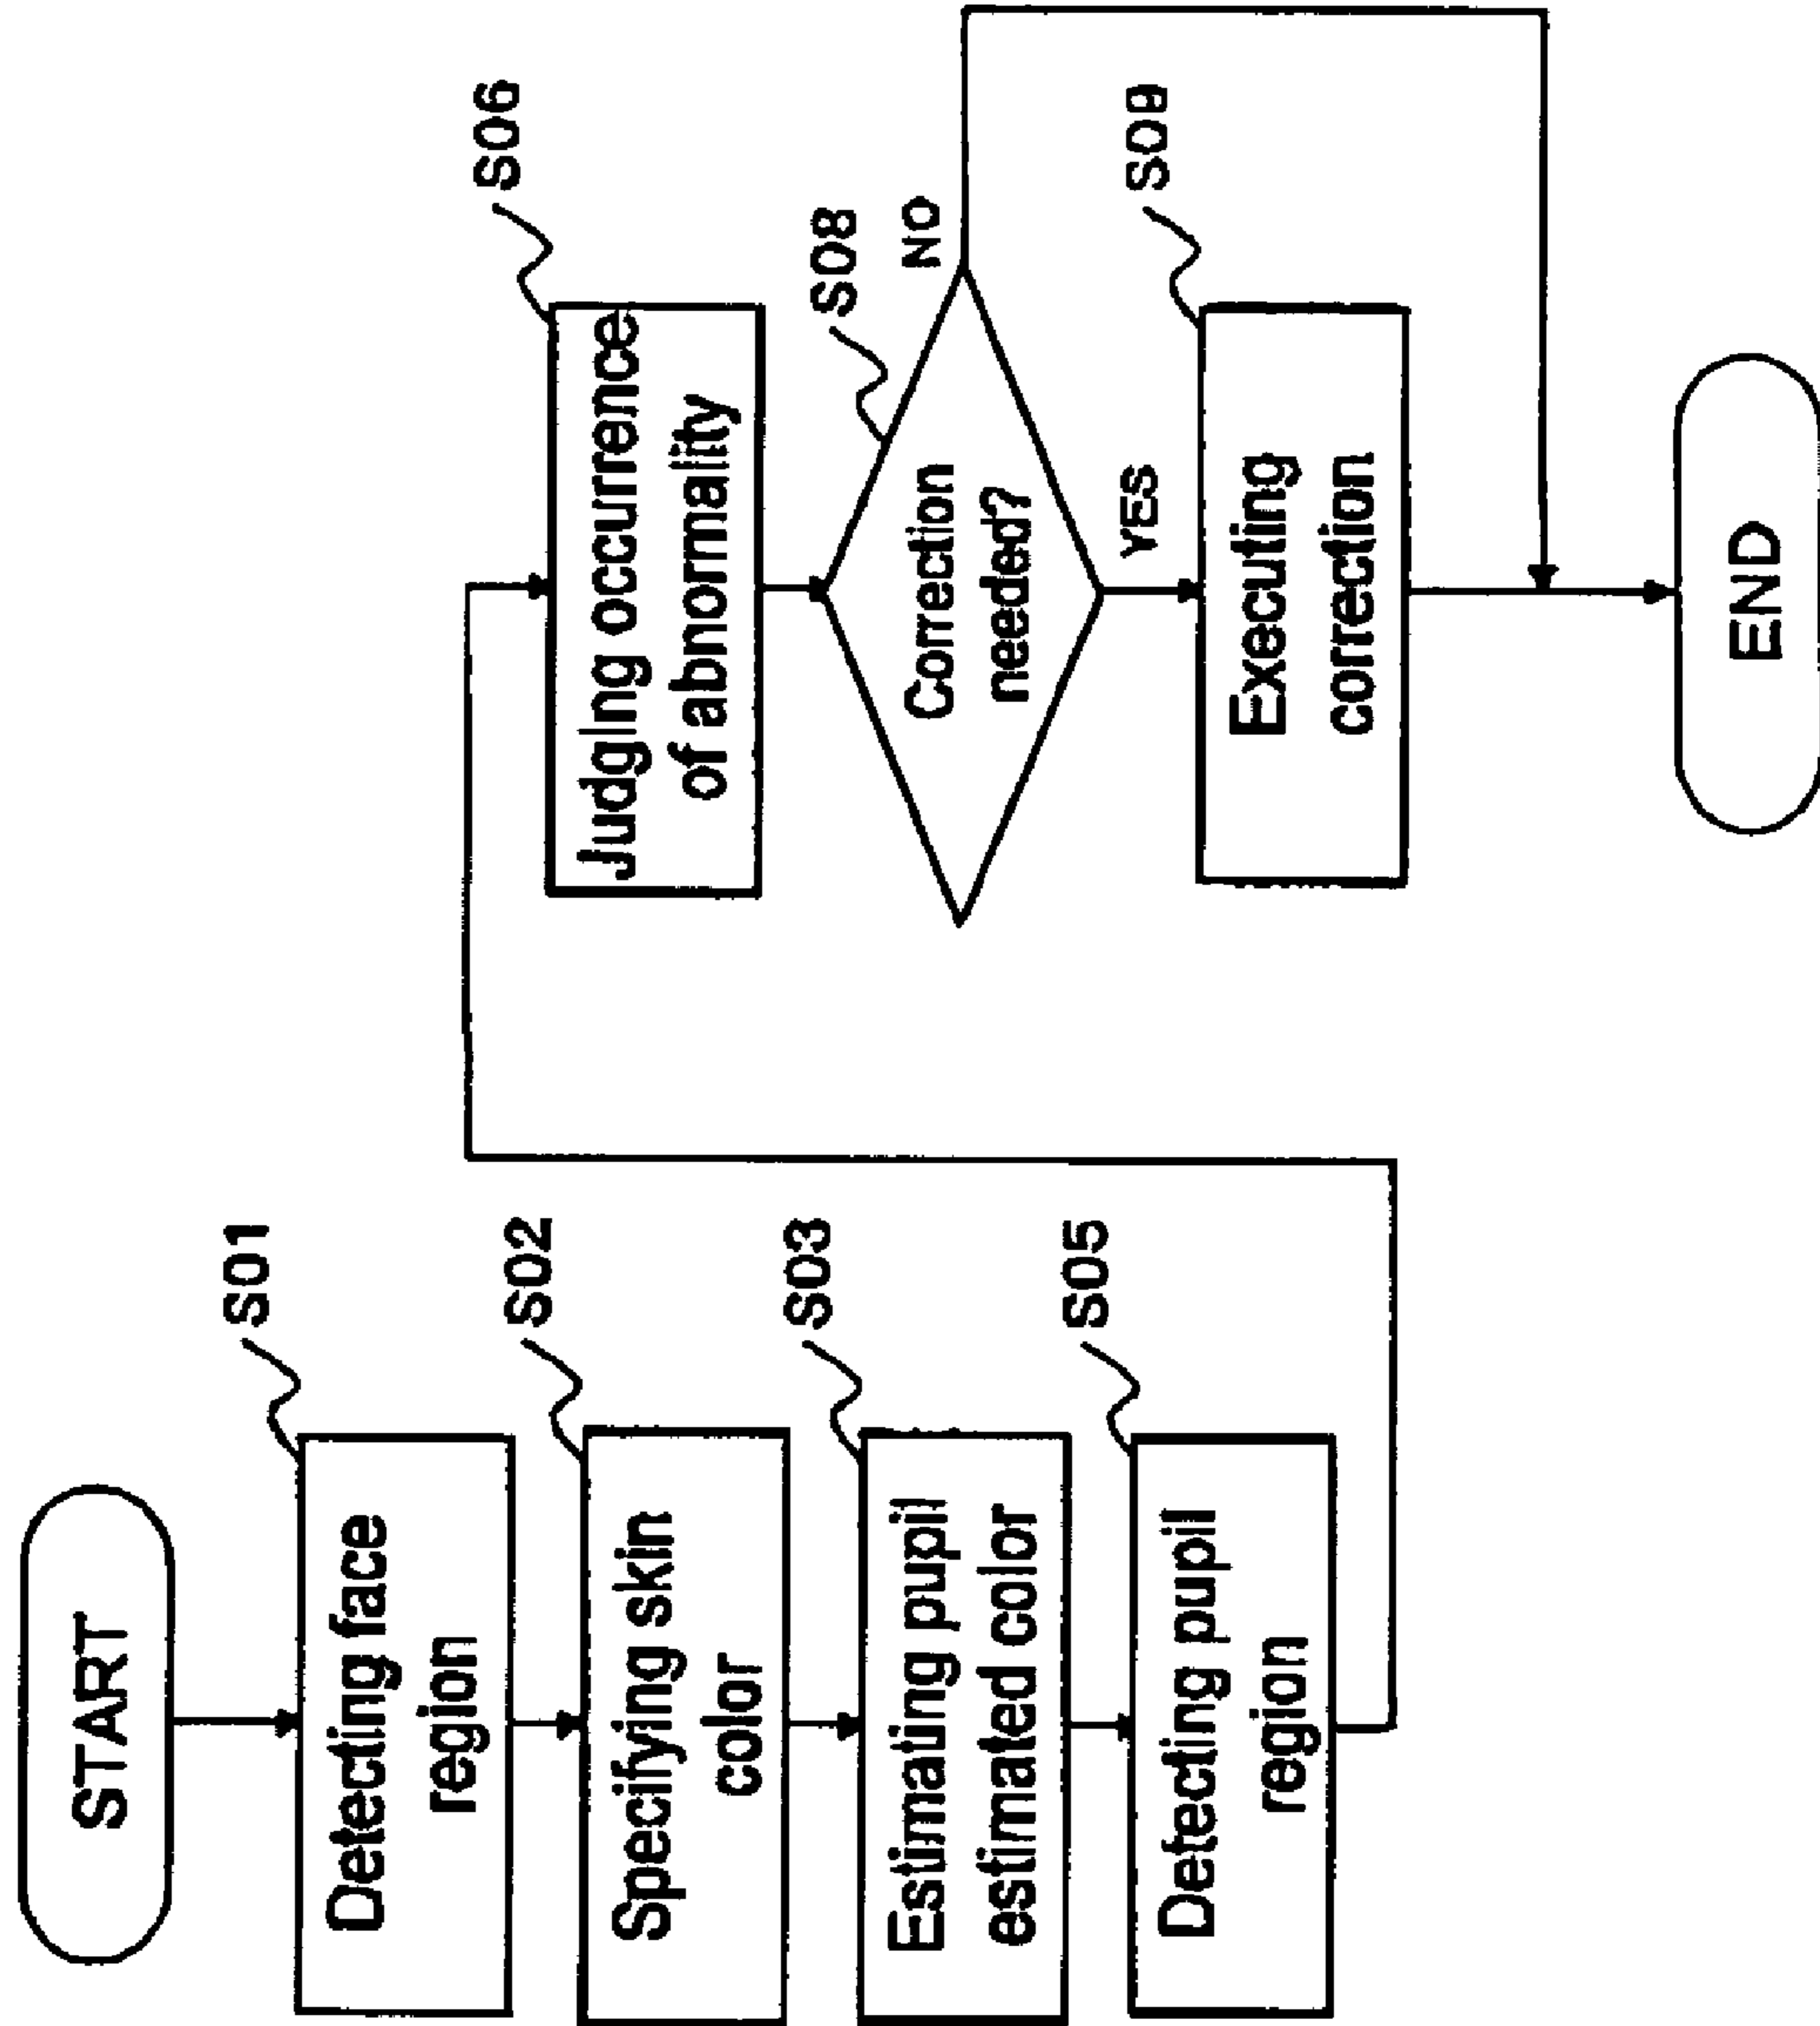 START
S01
Detecting face
region
S02
Specifying skin
color
S03
Estimating pupil
estimated color
S05
Detecting pupil
region
S06
Judging occurrence
of abnormality
S08
Correction
needed?
NO
YES
S09
Executing
correction
END